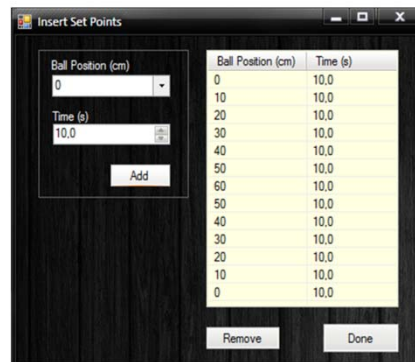 Insert Set Points
Ball Position (cm)
0
Time (s)
10,0
Add
Ball Position (cm) Time (s)
0 10,0
10 10,0
20 10,0
30 10,0
40 10,0
50 10,0
60 10,0
50 10,0
40 10,0
30 10,0
20 10,0
10 10,0
0 10,0
Remove Done